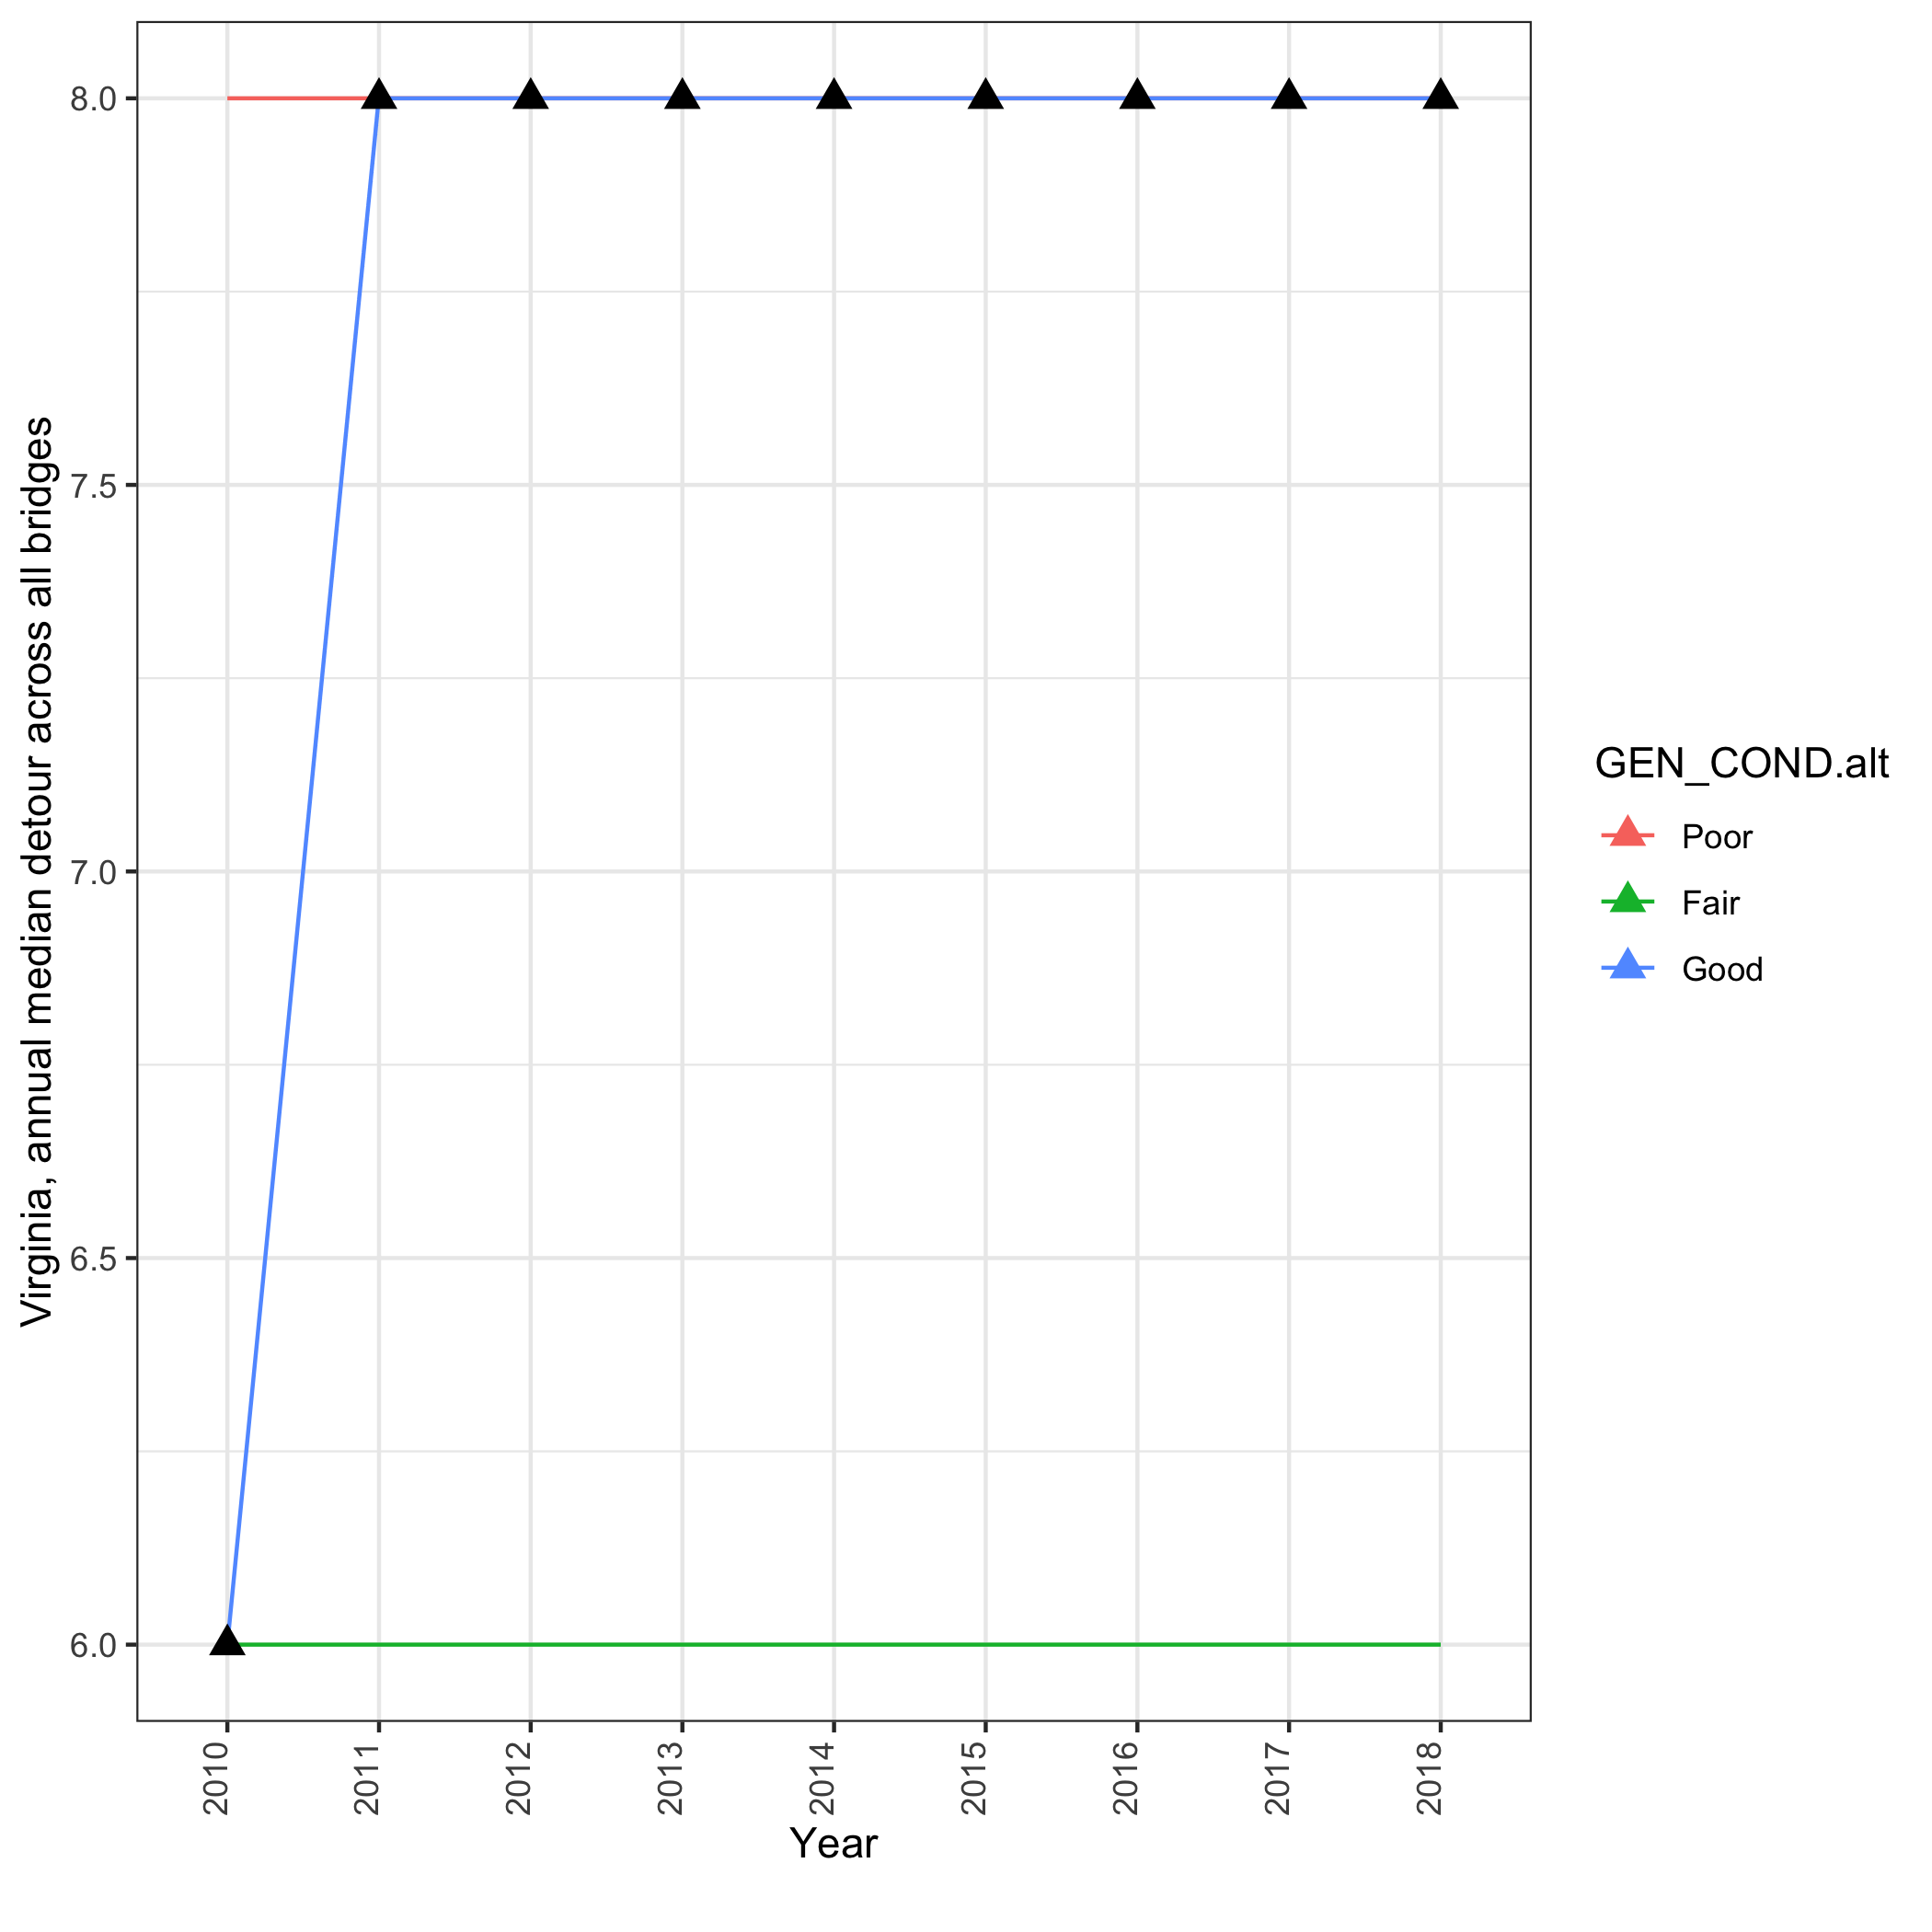 Virginia, annual median detour across all bridges
8.0
7.5
7.0
6.5
6.0
2010
2011
2012
2013
2014
2015
2016
2017
2018
Year
GEN_COND.alt
Poor
Fair
Good